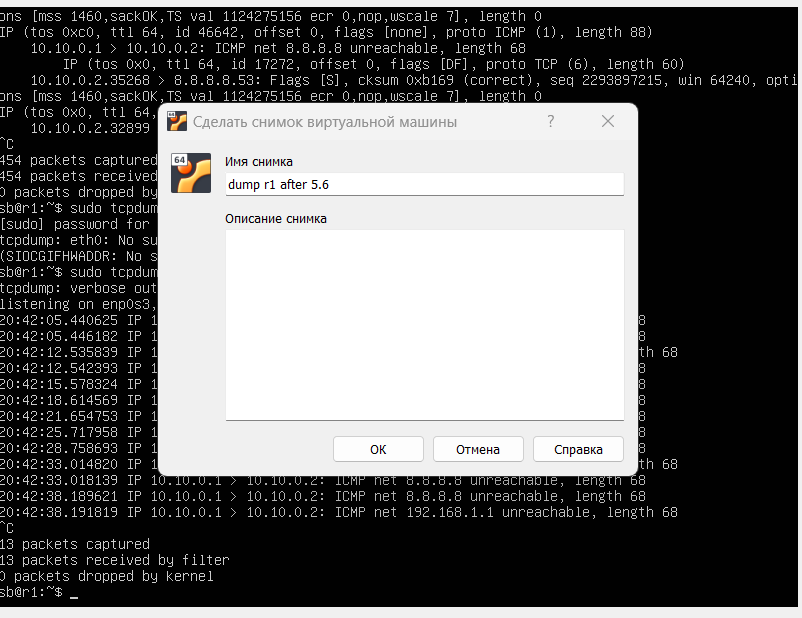 ons [mss 1460,sackOK,TS val 1124275156 ecr 0,nop,wscale 7], length 0
IP (tos 0xc0, ttl 64, id 46642, offset 0, flags [none], proto ICMP (1), length 88)
10.10.0.1 > 10.10.0.2: ICMP net 8.8.8.8 unreachable, length 68
IP (tos 0x0, ttl 64, id 17272, offset 0, flags [DF], proto TCP (6), length 60)
10.10.0.2.35268 > 8.8.8.8.53: Flags [S], cksum 0xb169 (correct), seq 2293897215, win 64240, opti
ons [mss 1460,sackOK,TS val 1124275156 ecr 0,nop,wscale 7], length 0
IP (tos 0x0, ttl 64,
10.10.0.2.32899
^C
454 packets captured
454 packets received
0 packets dropped by
sb@r1:~$ sudo tcpdum
[sudo] password for
tcpdump: eth0: No su
(SIOCGIFHWADDR: No s
sb@r1:~$ sudo tcpdum
tcpdump: verbose out
listening on enp0s3,
20:42:05.440625 IP 1 8
20:42:05.446182 IP 1 8
20:42:12.535839 IP 1 th 68
20:42:12.542393 IP 1 8
20:42:15.578324 IP 1 8
20:42:18.614569 IP 1 8
20:42:21.654753 IP 1 8
20:42:25.717958 IP 1 8
20:42:28.758693 IP 1 8
20:42:33.014820 IP 1 th 68
20:42:33.018139 IP 10.10.0.1 > 10.10.0.2: ICMP net 8.8.8.8 unreachable, length 68
20:42:38.189621 IP 10.10.0.1 > 10.10.0.2: ICMP net 8.8.8.8 unreachable, length 68
20:42:38.191819 IP 10.10.0.1 > 10.10.0.2: ICMP net 192.168.1.1 unreachable, length 68
^C
13 packets captured
13 packets received by filter
0 packets dropped by kernel
sb@r1:~$ _
Сделать снимок виртуальной машины ?
64
Имя снимка
dump r1 after 5.6
Описание снимка
ОК Отмена Справка